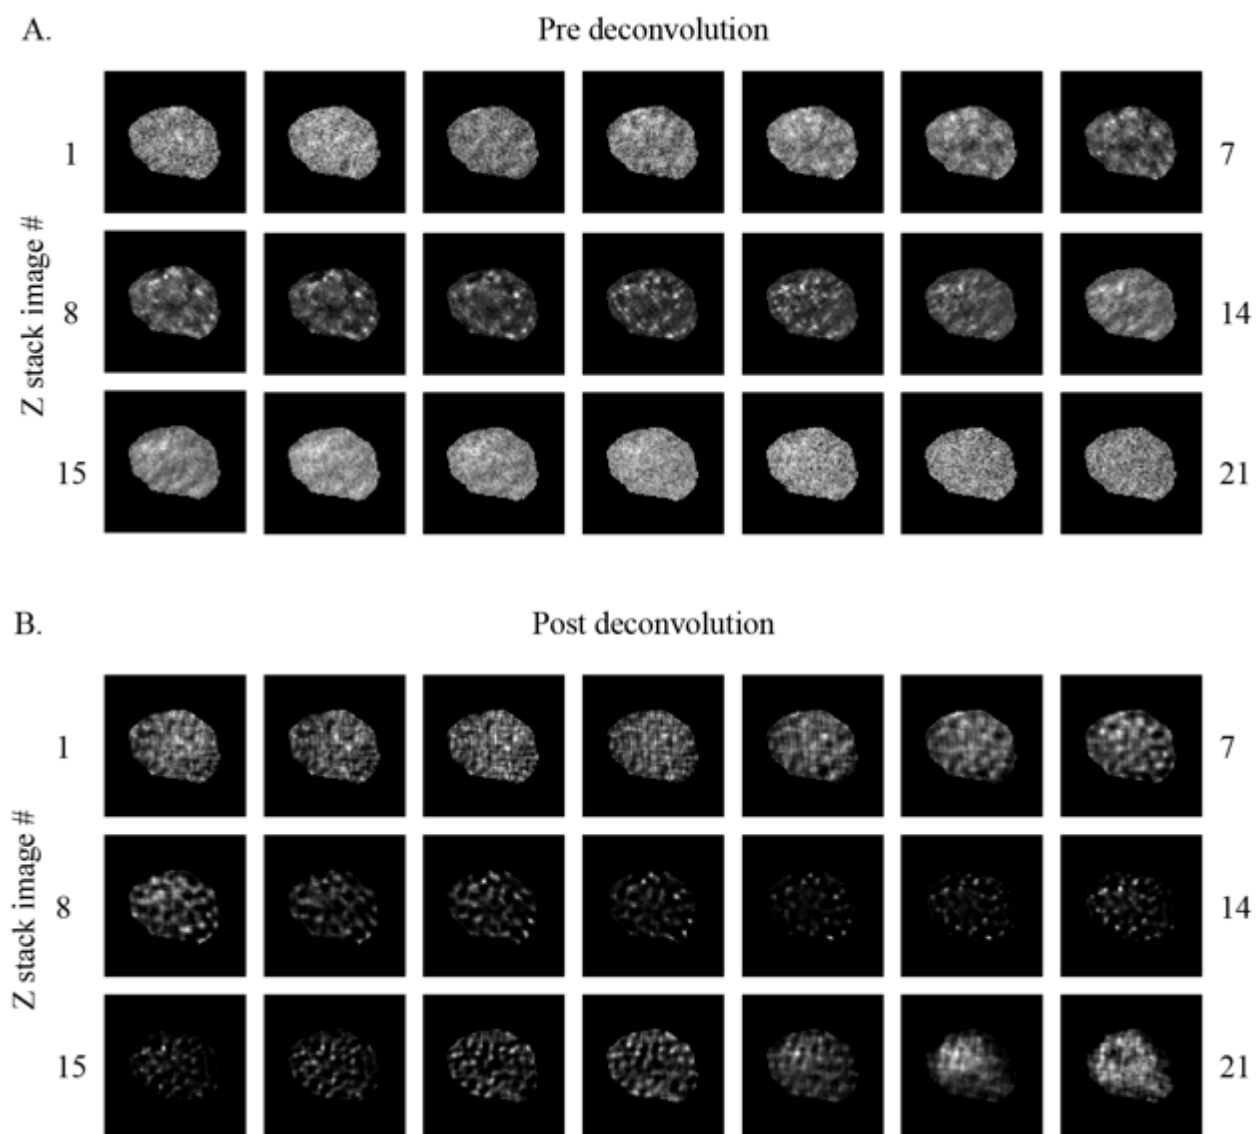 A.
Pre deconvolution
1
7
Z stack image #
8
14
15
21
B.
Post deconvolution
1
7
Z stack image #
8
14
15
21